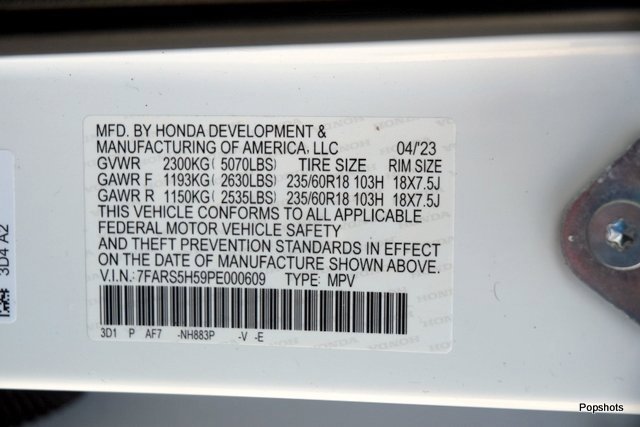 MFD. BY HONDA DEVELOPMENT &
MANUFACTURING OF AMERICA, LLC 04/'23
GVWR 2300KG( 5070LBS) TIRE SIZE RIM SIZE
GAWR F 1193KG( 2630LBS) 235/60R18 103H 18X7.5J
GAWR R 1150KG( 2535LBS) 235/60R18 103H 18X7.5J
THIS VEHICLE CONFORMS TO ALL APPLICABLE
FEDERAL MOTOR VEHICLE SAFETY
AND THEFT PREVENTION STANDARDS IN EFFECT
ON THE DATE OF MANUFACTURE SHOWN ABOVE.
V.I.N.:7FARS5H59PE000609 TYPE: MPV
3D1 P AF7 -NH883P -V -E
3D4 A2
Popshots